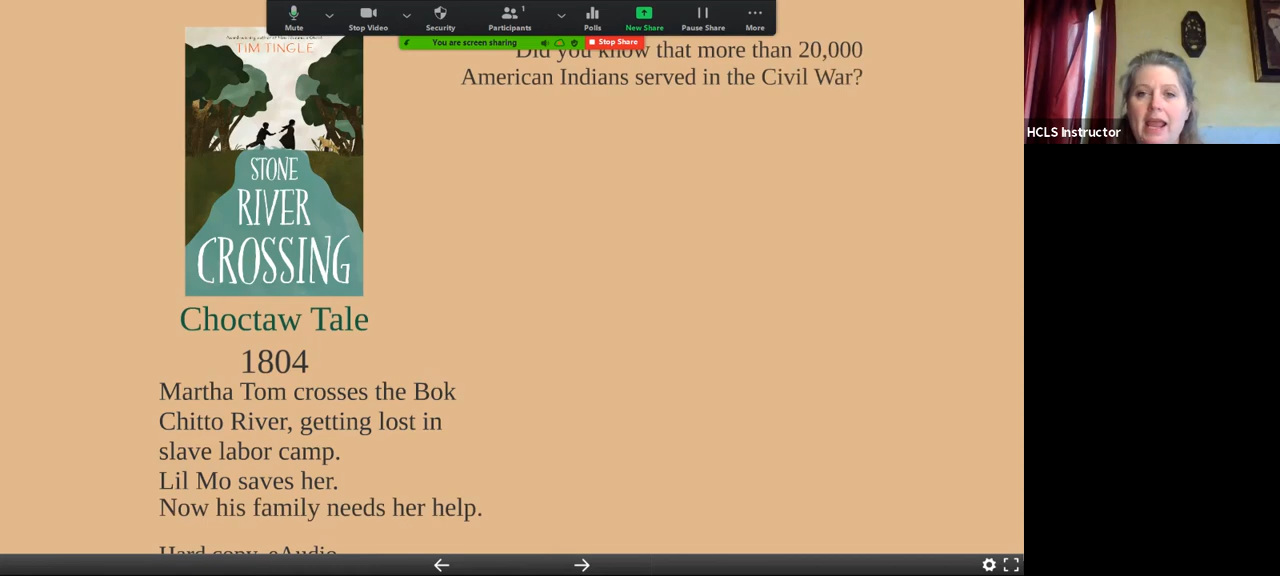 Mute
Stop Video
Security
Participants
1
Polls
New Share
Pause Share
More
You are screen sharing
Stop Share
TIM TINGLE
STONE
RIVER
CROSSING
Did you know that more than 20,000
American Indians served in the Civil War?
HCLS Instructor
Choctaw Tale
1804
Martha Tom crosses the Bok
Chitto River, getting lost in
slave labor camp.
Lil Mo saves her.
Now his family needs her help.
Hard copy, eAudio